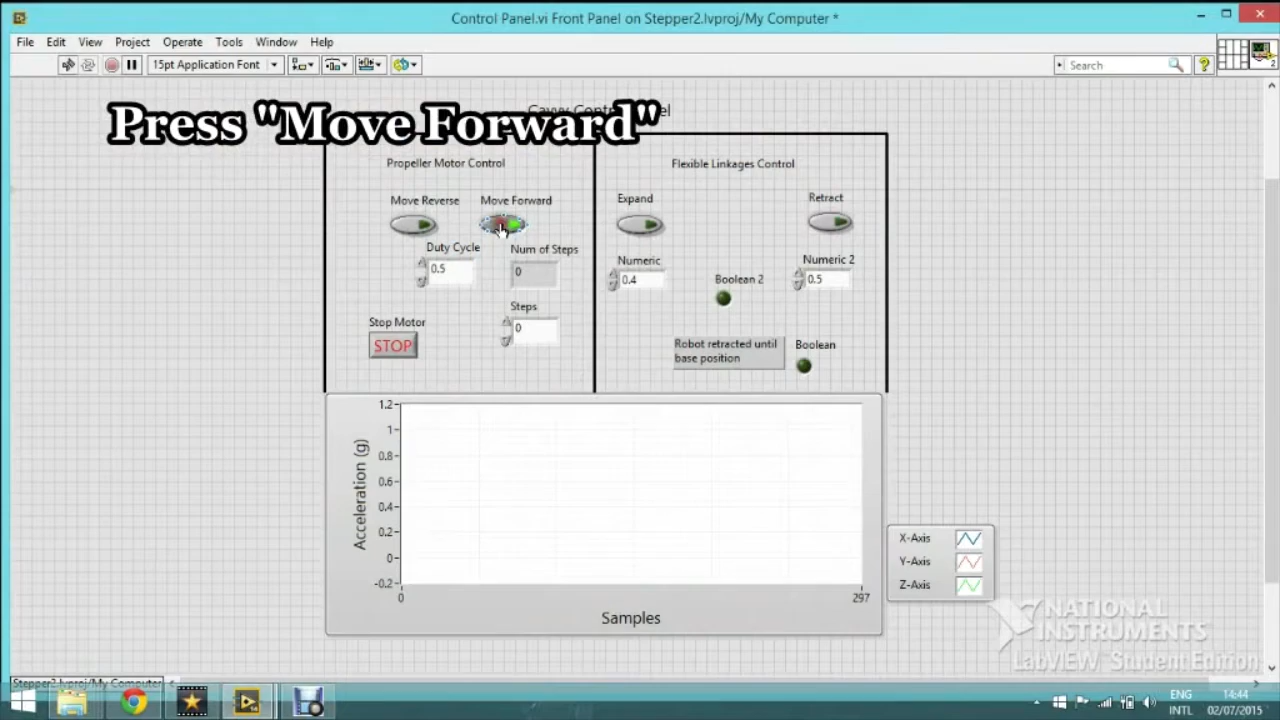 Control Panel.vi Front Panel on Stepper2.lvproj/My Computer *
File Edit View Project Operate Tools Window Help
15pt Application Font
Search
2
Press "Move Forward"
Propeller Motor Control
Flexible Linkages Control
Move Reverse
Move Forward
Expand
Retract
Duty Cycle
0.5
Num of Steps
0
Numeric
0.4
Boolean 2
Numeric 2
0.5
Steps
0
Stop Motor
STOP
Robot retracted until
base position
Boolean
1.2
1
0.8
0.6
0.4
0.2
0
-0.2
Acceleration (g)
0
297
Samples
X-Axis
Y-Axis
Z-Axis
NATIONAL
INSTRUMENTS
LabVIEW Student Edition
Stepper2.lvproj/My Computer
ENG
INTL
14:44
02/07/2015